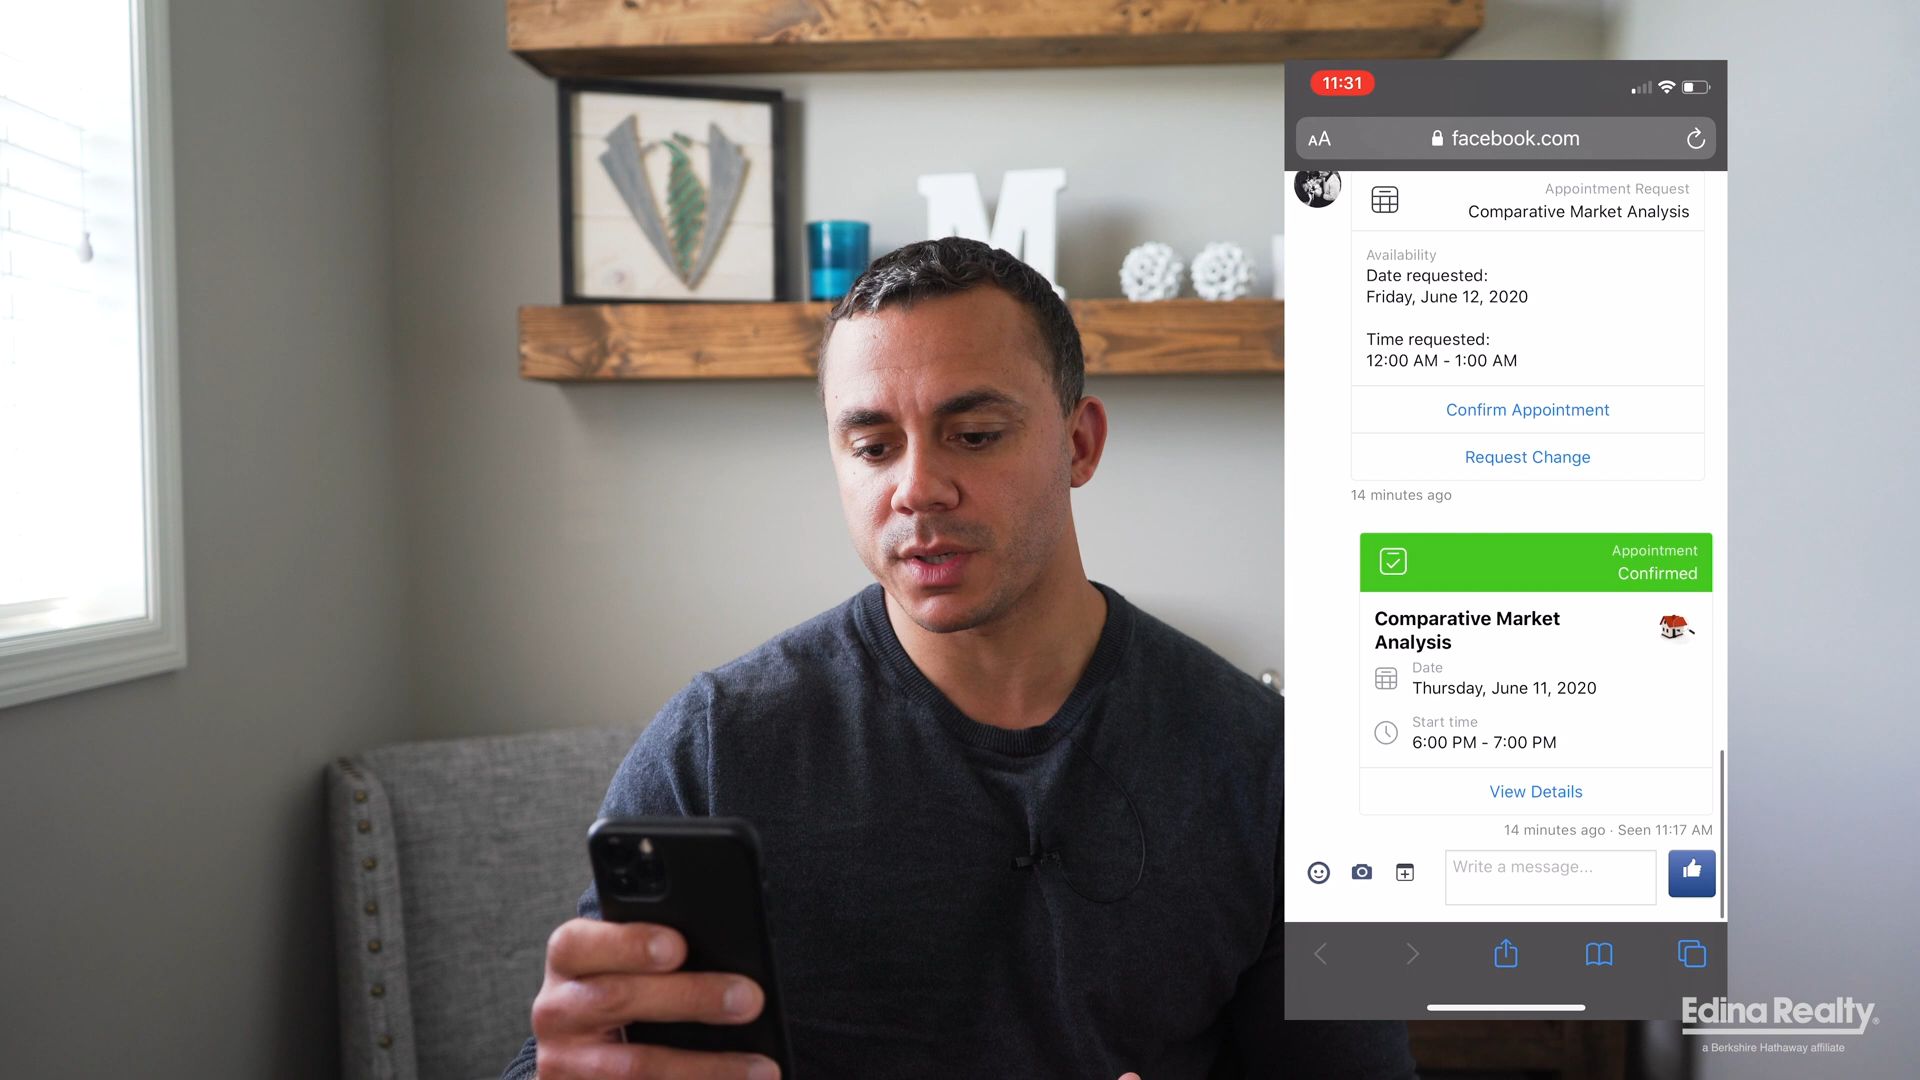 M
11:31
AA facebook.com
Appointment Request
Comparative Market Analysis
Availability
Date requested:
Friday, June 12, 2020
Time requested:
12:00 AM - 1:00 AM
Confirm Appointment
Request Change
14 minutes ago
Appointment
Confirmed
Comparative Market
Analysis
Date
Thursday, June 11, 2020
Start time
6:00 PM - 7:00 PM
View Details
14 minutes ago · Seen 11:17 AM
Write a message...
Edina Realty®
a Berkshire Hathaway affiliate